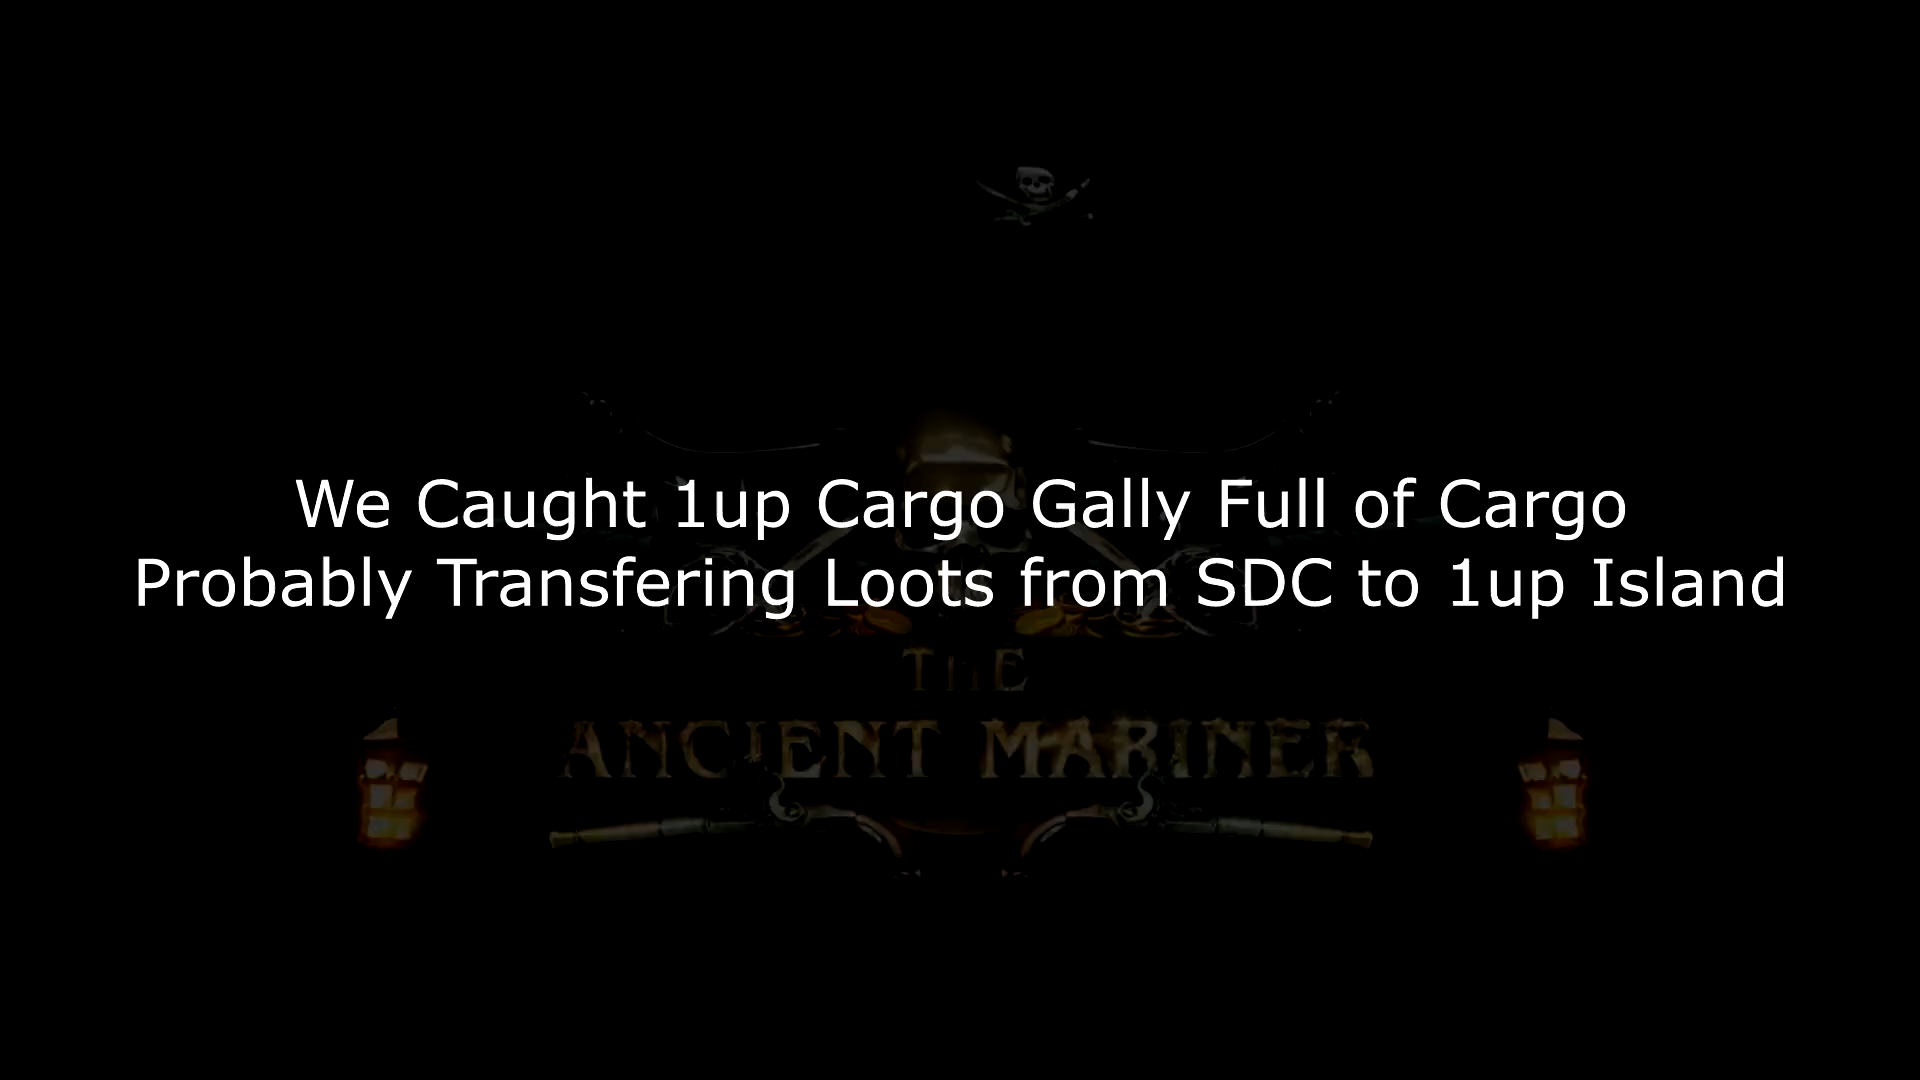 We Caught 1up Cargo Gally Full of Cargo
Probably Transfering Loots from SDC to 1up Island
THE
ANCIENT MARINER